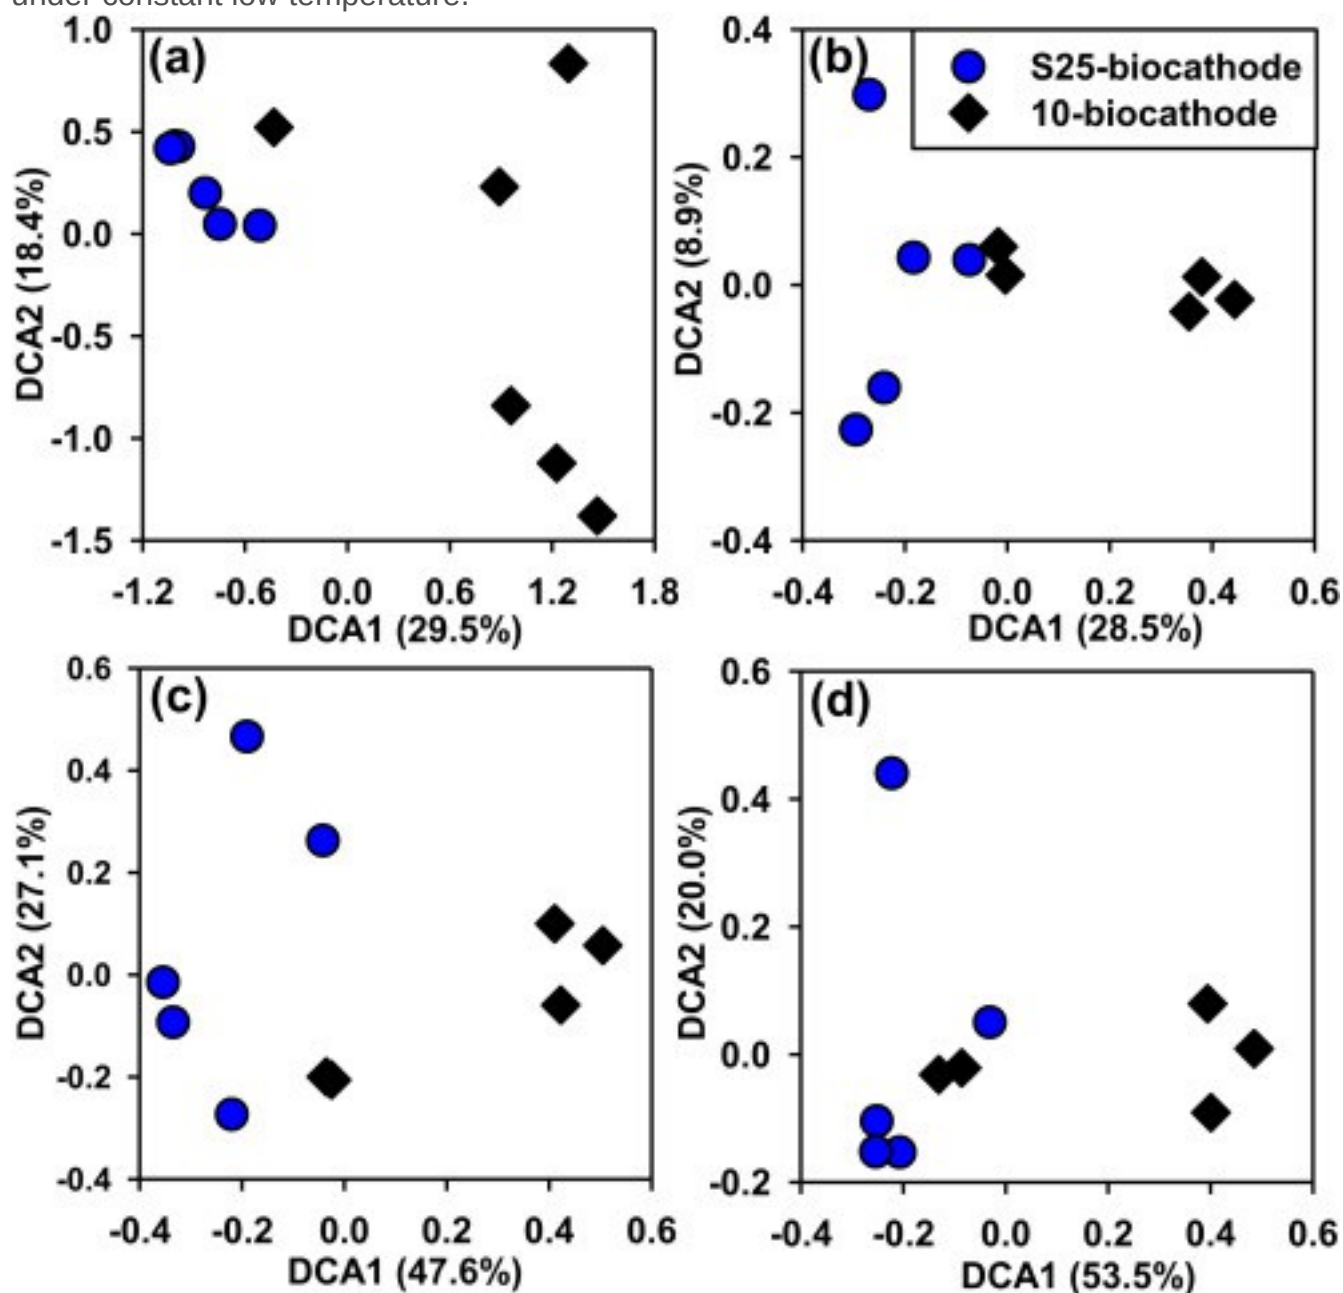 under constant low temperature.
(a)
1.0
0.5
0.0
-0.5
-1.0
-1.5
DCA2 (18.4%)
-1.2 -0.6 0.0 0.6 1.2 1.8
DCA1 (29.5%)
(b)
S25-biocathode
10-biocathode
0.4
0.2
0.0
-0.2
-0.4
DCA2 (8.9%)
-0.4 -0.2 0.0 0.2 0.4 0.6
DCA1 (28.5%)
(c)
0.6
0.4
0.2
0.0
-0.2
-0.4
DCA2 (27.1%)
-0.4 -0.2 0.0 0.2 0.4 0.6
DCA1 (47.6%)
(d)
0.6
0.4
0.2
0.0
-0.2
DCA2 (20.0%)
-0.4 -0.2 0.0 0.2 0.4 0.6
DCA1 (53.5%)